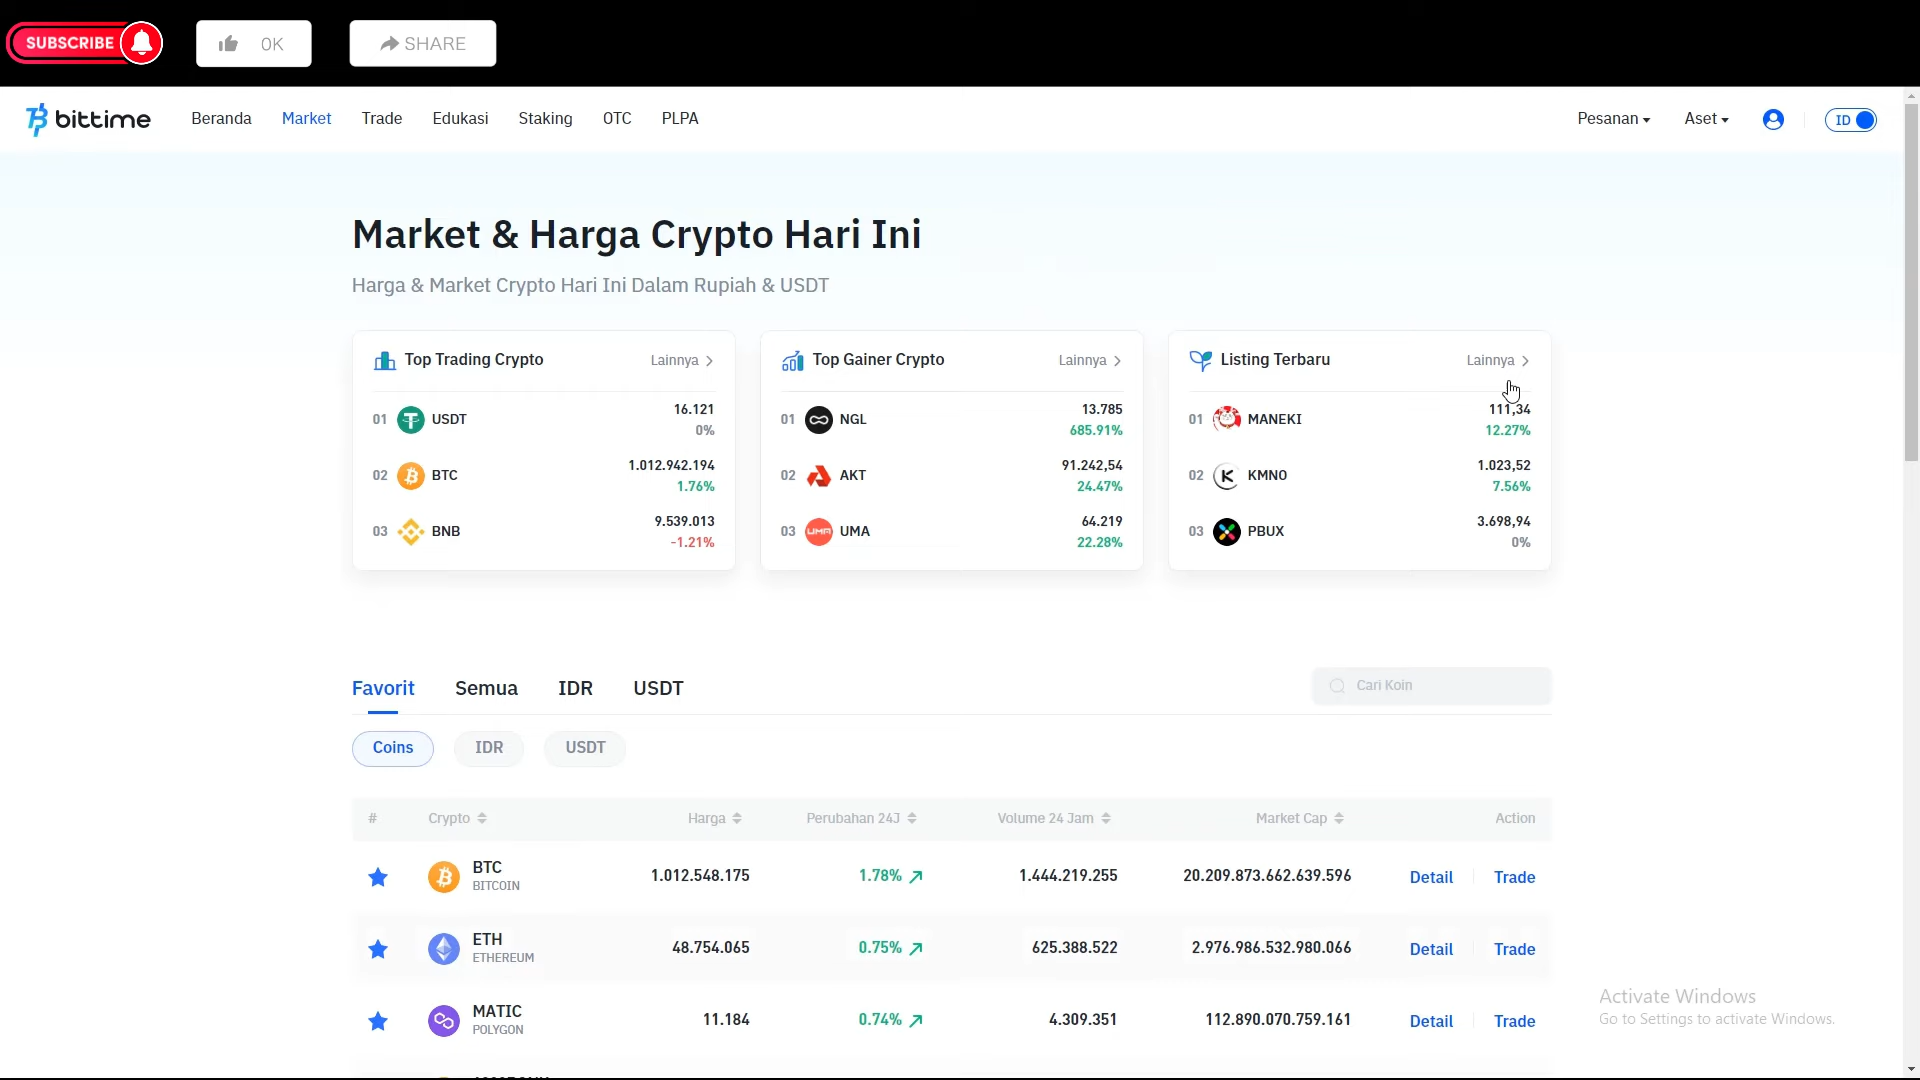 SUBSCRIBE
OK
SHARE
bittime
Beranda
Market
Trade
Edukasi
Staking
OTC
PLPA
Pesanan
Aset
ID
Market & Harga Crypto Hari Ini
Harga & Market Crypto Hari Ini Dalam Rupiah & USDT
Top Trading Crypto
Lainnya
01 USDT 16.121
0%
02 BTC 1.012.942.194
1.76%
03 BNB 9.539.013
-1.21%
Top Gainer Crypto
Lainnya
01 NGL 13.785
685.91%
02 AKT 91.242,54
24.47%
03 UMA UMA 64.219
22.28%
Listing Terbaru
Lainnya
01 MANEKI 111,34
12.27%
02 KMNO 1.023,52
7.56%
03 PBUX 3.698,94
0%
Favorit
Semua
IDR
USDT
Cari Koin
Coins
IDR
USDT
# Crypto Harga Perubahan 24J Volume 24 Jam Market Cap Action
BTC
BITCOIN
1.012.548.175 1.78% 1.444.219.255 20.209.873.662.639.596 Detail Trade
ETH
ETHEREUM
48.754.065 0.75% 625.388.522 2.976.986.532.980.066 Detail Trade
MATIC
POLYGON
11.184 0.74% 4.309.351 112.890.070.759.161 Detail Trade
Activate Windows
Go to Settings to activate Windows.